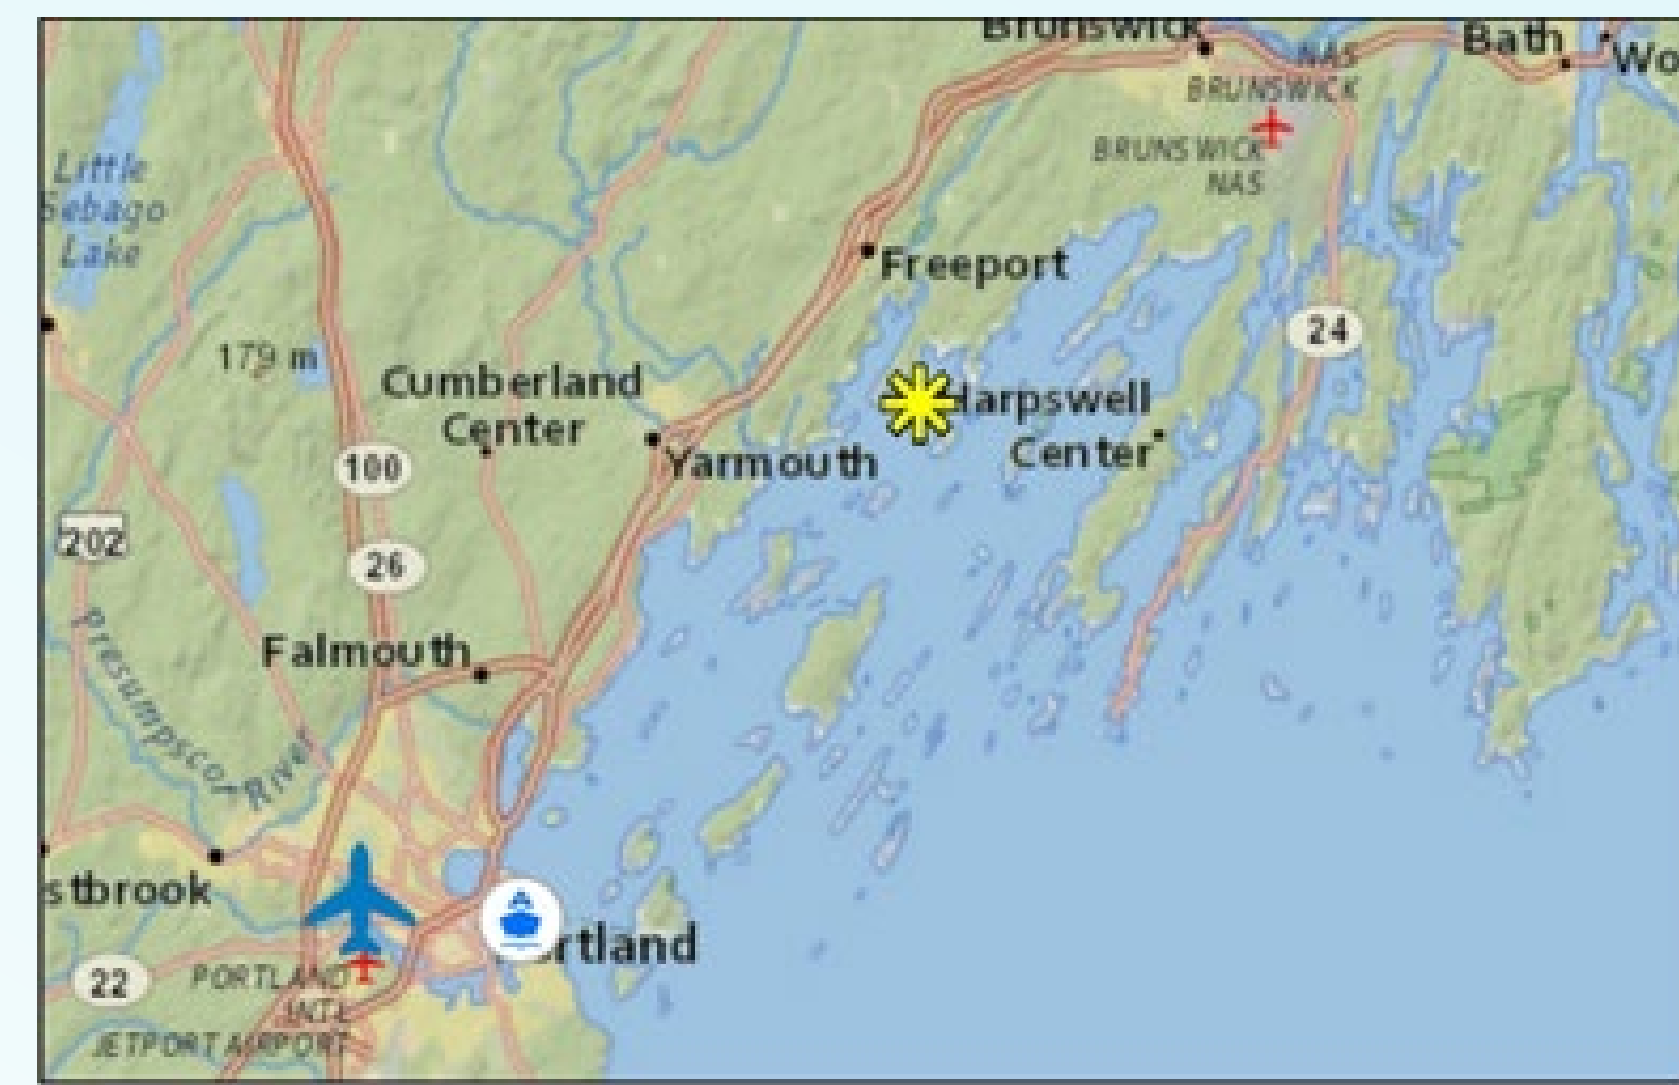 Brunswick
NAS
BRUNSWICK
Bath
Wo
BRUNSWICK
NAS
Little
Sebago
Lake
Freeport
24
179 m
Cumberland
Center
Harpswell
Center
100
Yarmouth
202
26
Falmouth
Presumpscot River
stbrook
rtland
22
PORTLAND
INTL
JETPORT AIRPORT